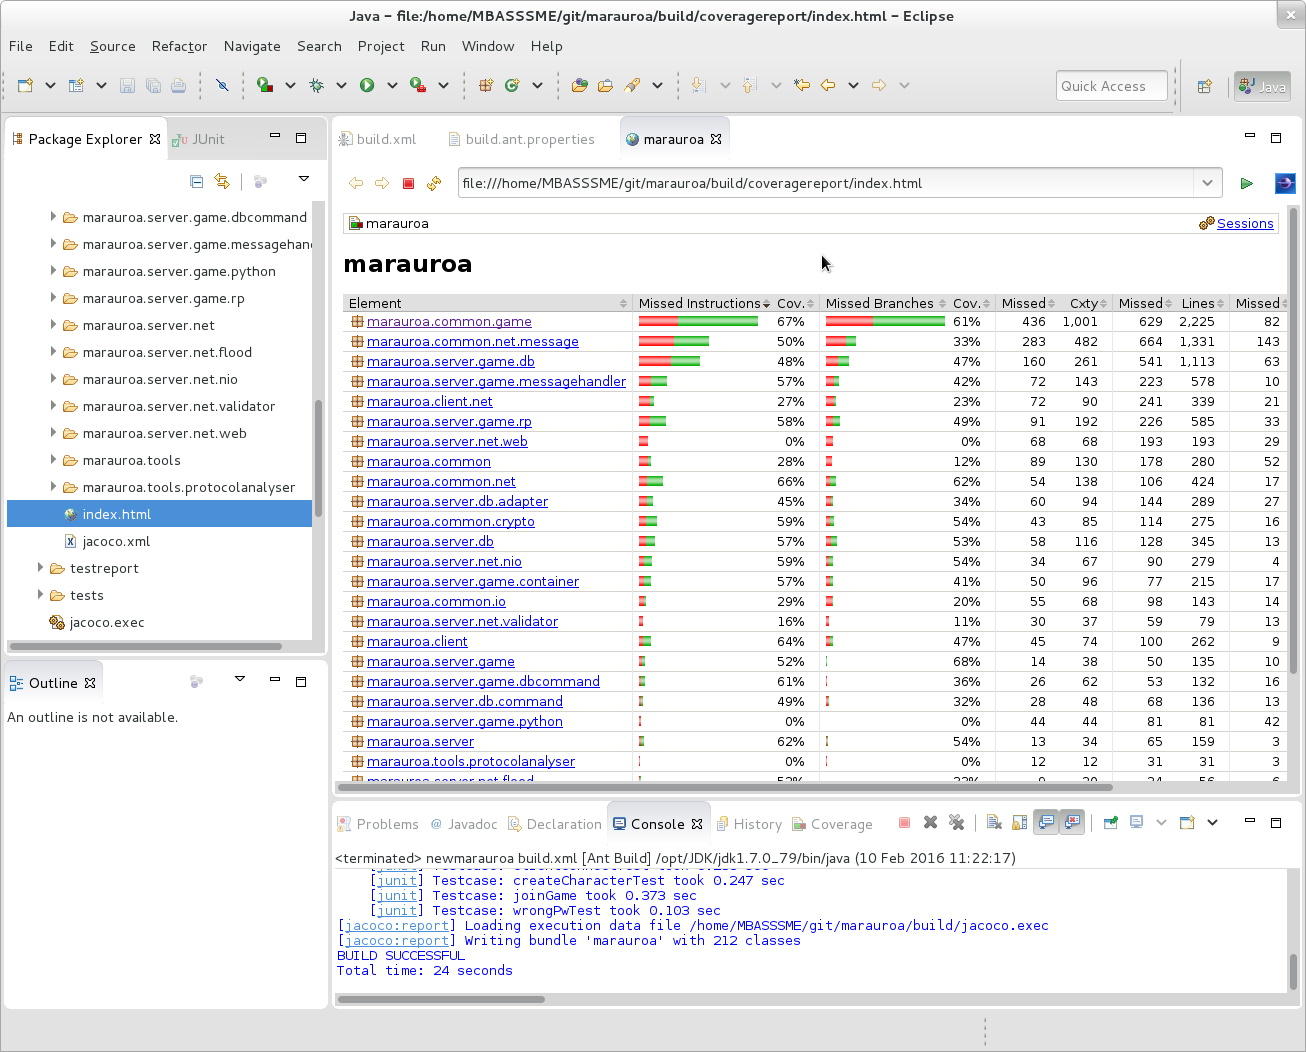 Java – file:/home/MBASSSME/git/marauroa/build/coveragereport/index.html – Eclipse
File Edit Source Refactor Navigate Search Project Run Window Help
Quick Access Java
Package Explorer JUnit
marauroa.server.game.dbcommand
marauroa.server.game.messagehan
marauroa.server.game.python
marauroa.server.game.rp
marauroa.server.net
marauroa.server.net.flood
marauroa.server.net.nio
marauroa.server.net.validator
marauroa.server.net.web
marauroa.tools
marauroa.tools.protocolanalyser
index.html
jacoco.xml
testreport
tests
jacoco.exec
Outline
An outline is not available.
build.xml build.ant.properties marauroa
file:///home/MBASSSME/git/marauroa/build/coveragereport/index.html
marauroa Sessions
marauroa
Element Missed Instructions Cov. Missed Branches Cov. Missed Cxty Missed Lines Missed
marauroa.common.game 67% 61% 436 1,001 629 2,225 82
marauroa.common.net.message 50% 33% 283 482 664 1,331 143
marauroa.server.game.db 48% 47% 160 261 541 1,113 63
marauroa.server.game.messagehandler 57% 42% 72 143 223 578 10
marauroa.client.net 27% 23% 72 90 241 339 21
marauroa.server.game.rp 58% 49% 91 192 226 585 33
marauroa.server.net.web 0% 0% 68 68 193 193 29
marauroa.common 28% 12% 89 130 178 280 52
marauroa.common.net 66% 62% 54 138 106 424 17
marauroa.server.db.adapter 45% 34% 60 94 144 289 27
marauroa.common.crypto 59% 54% 43 85 114 275 16
marauroa.server.db 57% 53% 58 116 128 345 13
marauroa.server.net.nio 59% 54% 34 67 90 279 4
marauroa.server.game.container 57% 41% 50 96 77 215 17
marauroa.common.io 29% 20% 55 68 98 143 14
marauroa.server.net.validator 16% 11% 30 37 59 79 13
marauroa.client 64% 47% 45 74 100 262 9
marauroa.server.game 52% 68% 14 38 50 135 10
marauroa.server.game.dbcommand 61% 36% 26 62 53 132 16
marauroa.server.db.command 49% 32% 28 48 68 136 13
marauroa.server.game.python 0% 0% 44 44 81 81 42
marauroa.server 62% 54% 13 34 65 159 3
marauroa.tools.protocolanalyser 0% 0% 12 12 31 31 3
marauroa.server.net.flood
Problems Javadoc Declaration Console History Coverage
<terminated> newmarauroa build.xml [Ant Build] /opt/JDK/jdk1.7.0_79/bin/java (10 Feb 2016 11:22:17)
[junit] Testcase: createCharacterTest took 0.247 sec
[junit] Testcase: joinGame took 0.373 sec
[junit] Testcase: wrongPwTest took 0.103 sec
[jacoco:report] Loading execution data file /home/MBASSSME/git/marauroa/build/jacoco.exec
[jacoco:report] Writing bundle 'marauroa' with 212 classes
BUILD SUCCESSFUL
Total time: 24 seconds